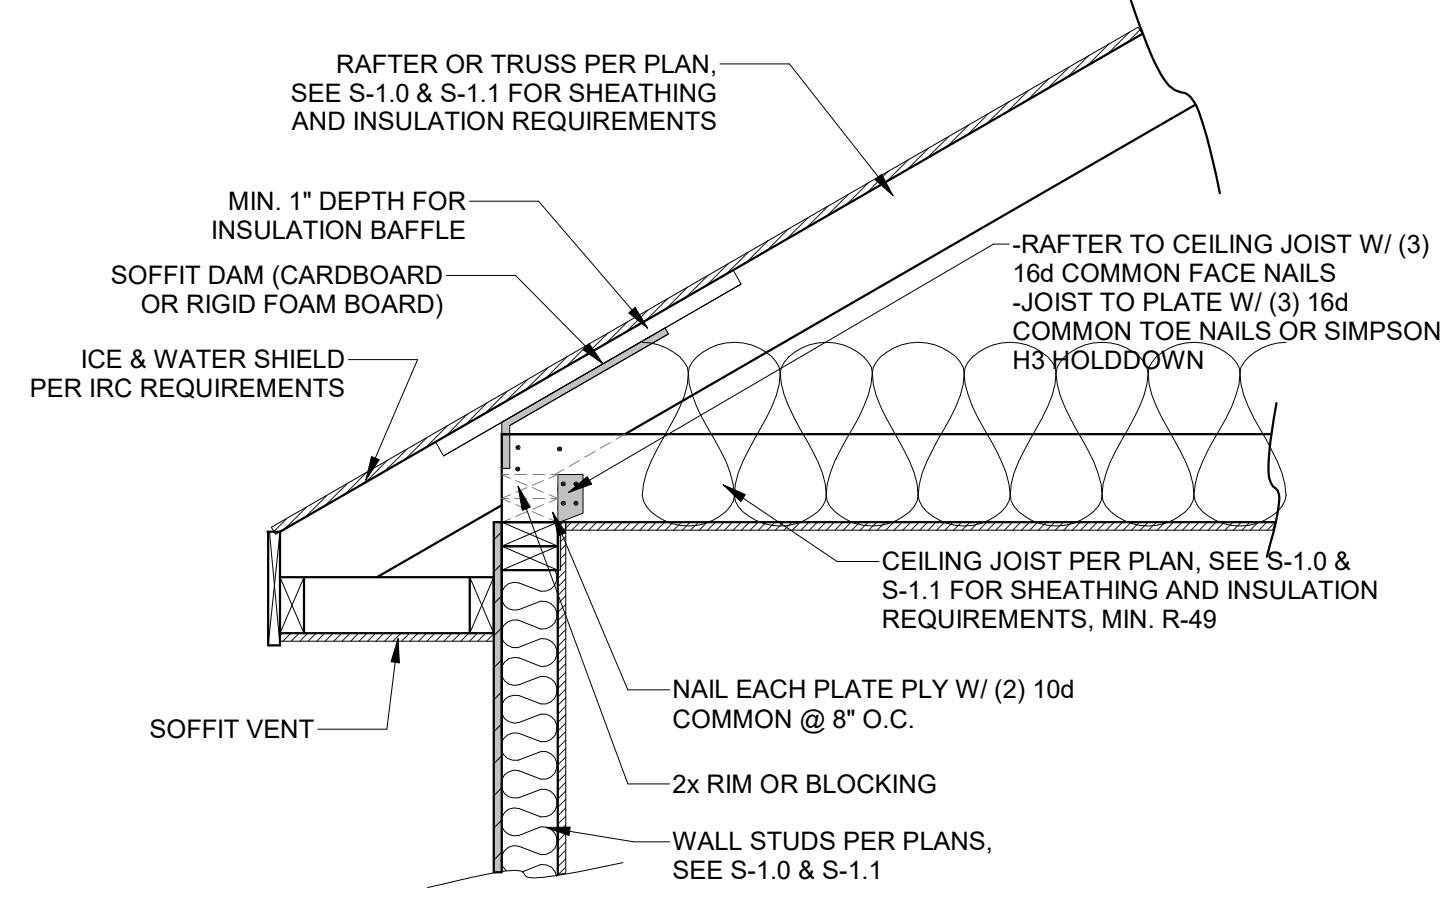 RAFTER OR TRUSS PER PLAN,
SEE S-1.0 & S-1.1 FOR SHEATHING
AND INSULATION REQUIREMENTS
MIN. 1" DEPTH FOR
INSULATION BAFFLE
SOFFIT DAM (CARDBOARD
OR RIGID FOAM BOARD)
ICE & WATER SHIELD
PER IRC REQUIREMENTS
-RAFTER TO CEILING JOIST W/ (3)
16d COMMON FACE NAILS
-JOIST TO PLATE W/ (3) 16d
COMMON TOE NAILS OR SIMPSON
H3 HOLDDOWN
CEILING JOIST PER PLAN, SEE S-1.0 &
S-1.1 FOR SHEATHING AND INSULATION
REQUIREMENTS, MIN. R-49
SOFFIT VENT
NAIL EACH PLATE PLY W/ (2) 10d
COMMON @ 8" O.C.
2x RIM OR BLOCKING
WALL STUDS PER PLANS,
SEE S-1.0 & S-1.1